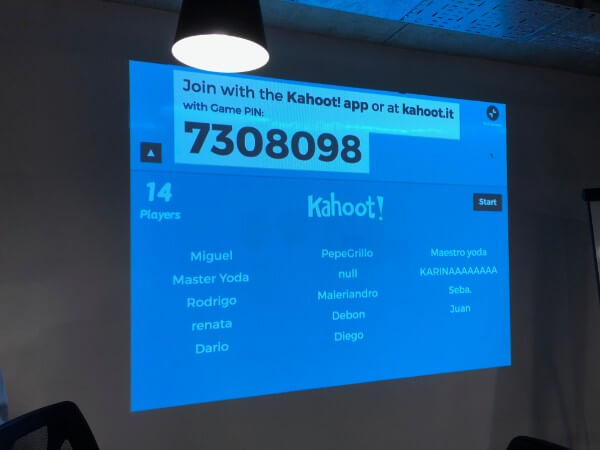 Join with the Kahoot! app or at kahoot.it
with Game PIN:
7308098
14
Players
Kahoot!
Start
Miguel
PepeGrillo
Maestro yoda
Master Yoda
null
KARINAAAAAAAA
Rodrigo
Maleriandro
Seba.
renata
Debon
Juan
Dario
Diego